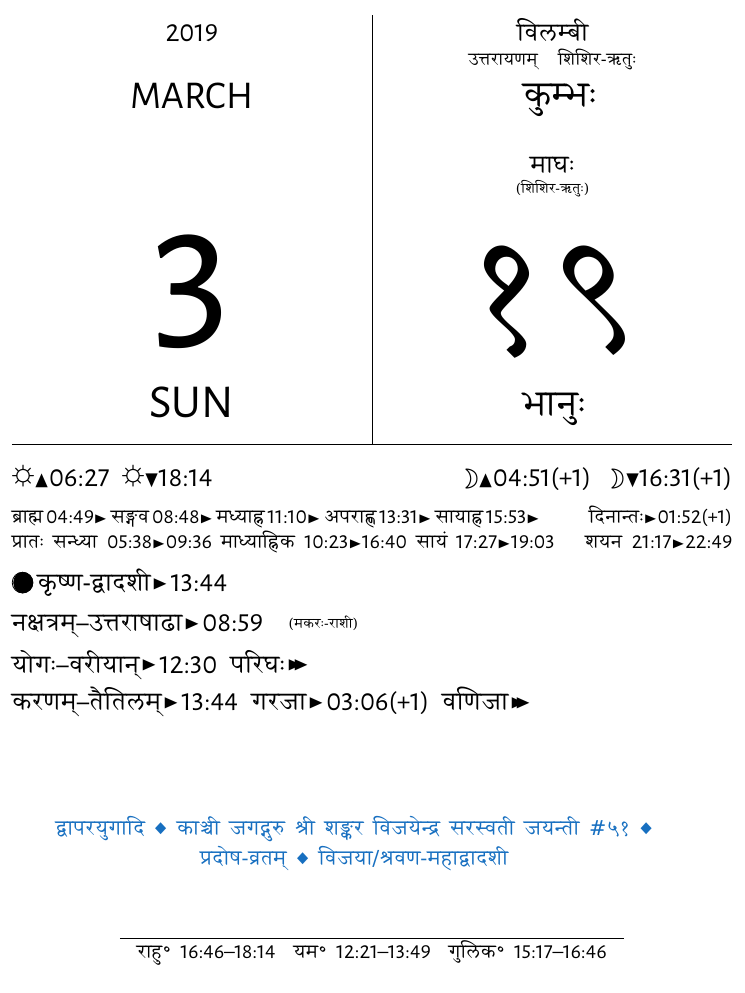 2019
MARCH
3
SUN
विलम्बी
उत्तरायणम् शिशिर-ऋतुः
कुम्भः
माघः
(शिशिर-ऋतुः)
१९
भानुः
☼▲06:27 ☼▼18:14 ☽▲04:51(+1) ☽▼16:31(+1)
ब्राह्म 04:49► सङ्गव 08:48► मध्याह्न 11:10► अपराह्ण 13:31► सायाह्न 15:53► दिनान्तः►01:52(+1)
प्रातः सन्ध्या 05:38►09:36 माध्याह्निक 10:23►16:40 सायं 17:27►19:03 शयन 21:17►22:49
●कृष्ण-द्वादशी►13:44
नक्षत्रम्–उत्तराषाढा►08:59 (मकरः-राशी)
योगः–वरीयान्►12:30 परिघः►►
करणम्–तैतिलम्►13:44 गरजा►03:06(+1) वणिजा►►
द्वापरयुगादि ◆ काञ्ची जगद्गुरु श्री शङ्कर विजयेन्द्र सरस्वती जयन्ती #५१ ◆
प्रदोष-व्रतम् ◆ विजया/श्रवण-महाद्वादशी
राहु॰ 16:46–18:14 यम॰ 12:21–13:49 गुलिक॰ 15:17–16:46